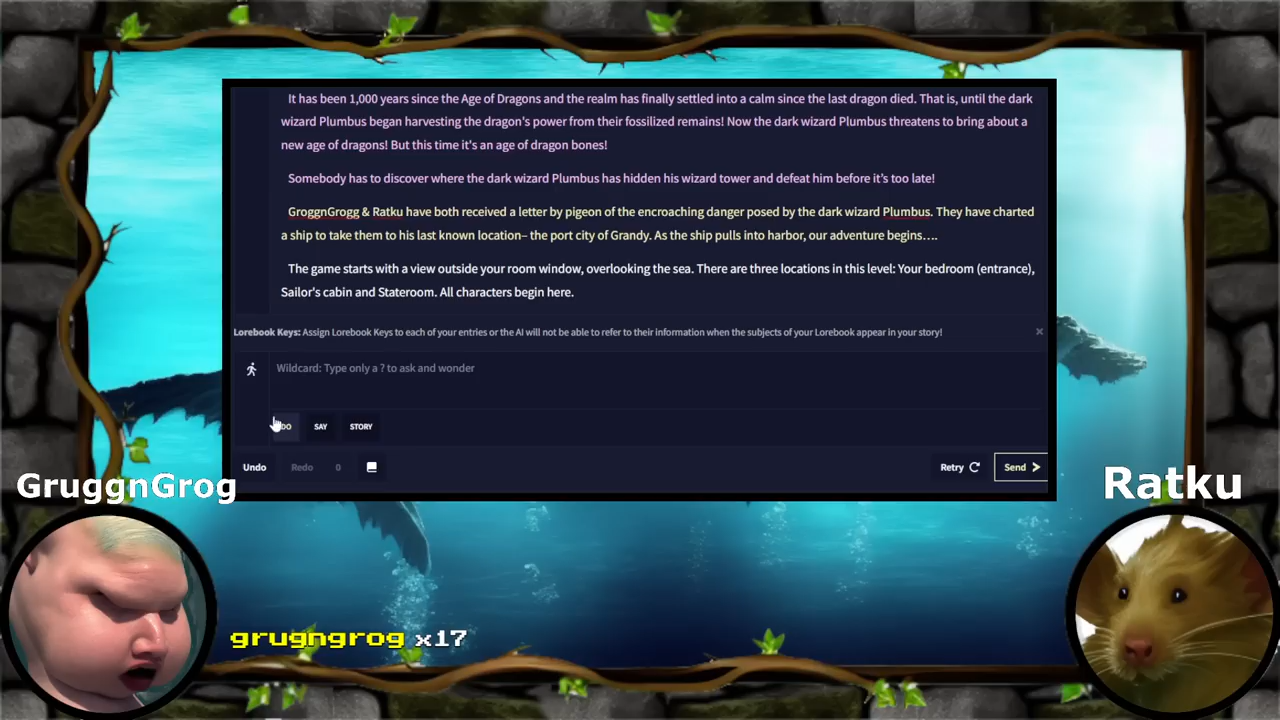 It has been 1,000 years since the Age of Dragons and the realm has finally settled into a calm since the last dragon died. That is, until the dark
wizard Plumbus began harvesting the dragon's power from their fossilized remains! Now the dark wizard Plumbus threatens to bring about a
new age of dragons! But this time it's an age of dragon bones!
Somebody has to discover where the dark wizard Plumbus has hidden his wizard tower and defeat him before it's too late!
GroggnGrogg & Ratku have both received a letter by pigeon of the encroaching danger posed by the dark wizard Plumbus. They have charted
a ship to take them to his last known location– the port city of Grandy. As the ship pulls into harbor, our adventure begins….
The game starts with a view outside your room window, overlooking the sea. There are three locations in this level: Your bedroom (entrance),
Sailor's cabin and Stateroom. All characters begin here.
Lorebook Keys: Assign Lorebook Keys to each of your entries or the AI will not be able to refer to their information when the subjects of your Lorebook appear in your story!
Wildcard: Type only a ? to ask and wonder
DO SAY STORY
Undo Redo 0 Retry Send
GruggnGrog
Ratku
grugngrog x17